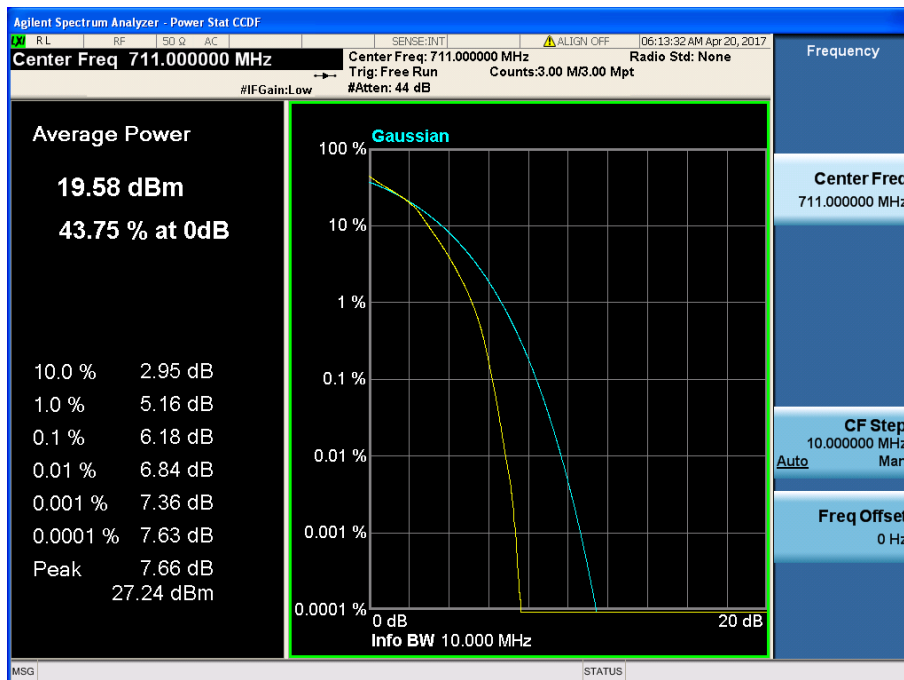 Agilent Spectrum Analyzer - Power Stat CCDF
LXI RL RF 50 Ω AC SENSE:INT ALIGN OFF 06:13:32 AM Apr 20, 2017
Center Freq 711.000000 MHz
Center Freq: 711.000000 MHz Radio Std: None
Trig: Free Run Counts:3.00 M/3.00 Mpt
#IFGain:Low #Atten: 44 dB
Frequency
Average Power
19.58 dBm
43.75 % at 0dB
10.0 % 2.95 dB
1.0 % 5.16 dB
0.1 % 6.18 dB
0.01 % 6.84 dB
0.001 % 7.36 dB
0.0001 % 7.63 dB
Peak 7.66 dB
27.24 dBm
Gaussian
100 %
10 %
1 %
0.1 %
0.01 %
0.001 %
0.0001 %
0 dB 20 dB
Info BW 10.000 MHz
Center Freq
711.000000 MHz
CF Step
10.000000 MHz
Auto Man
Freq Offset
0 Hz
MSG STATUS